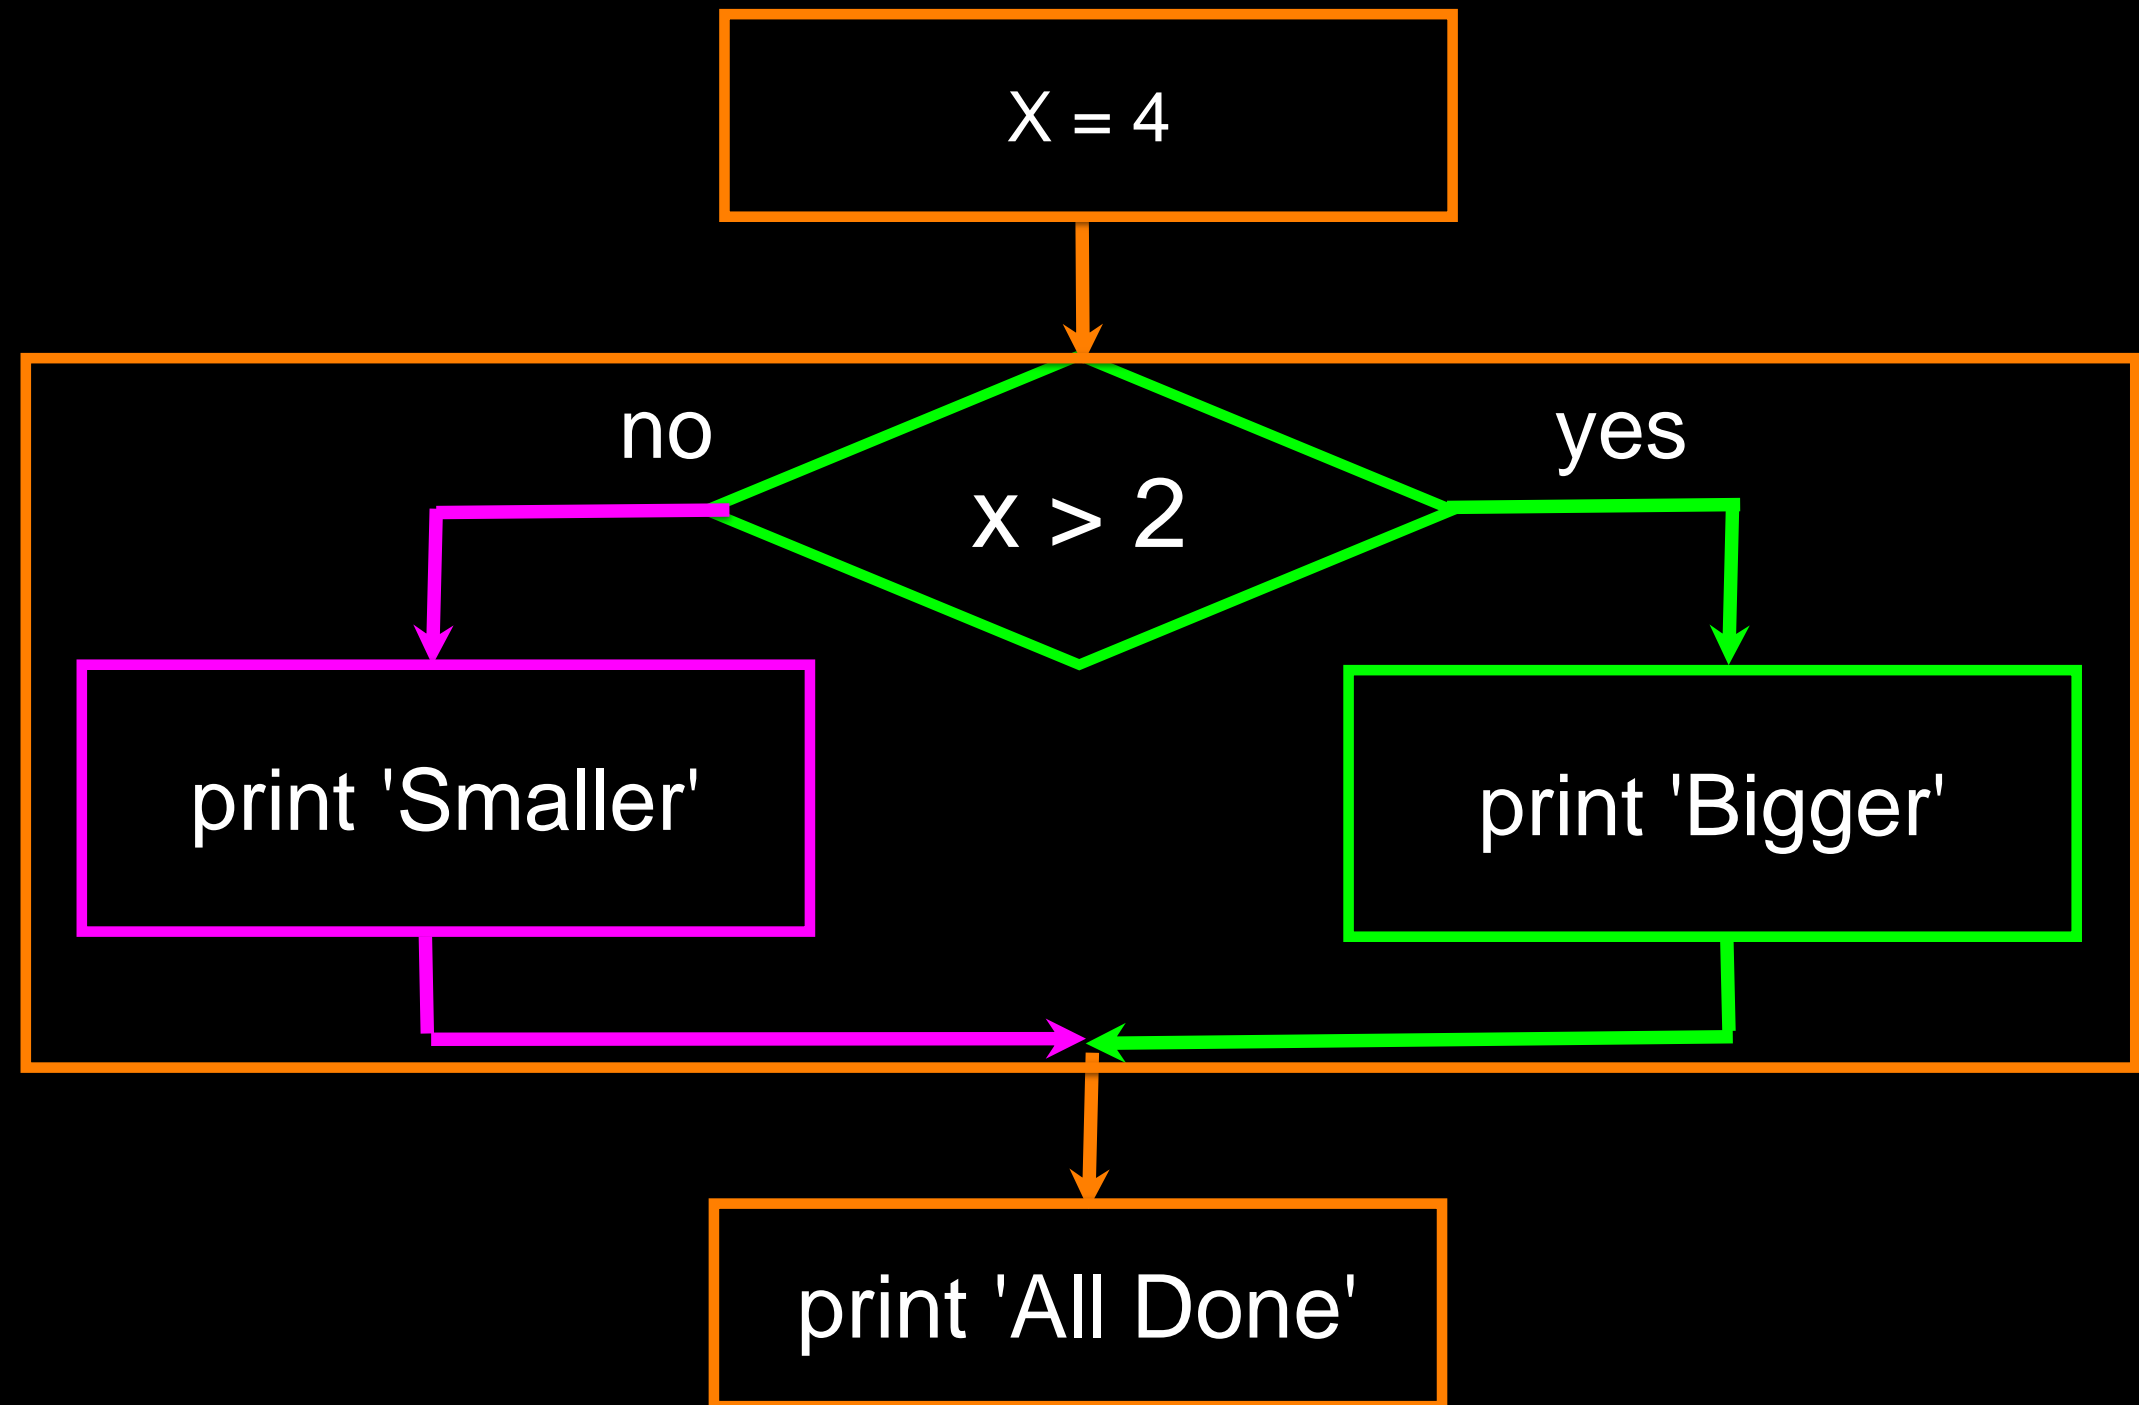 X = 4
no
yes
x > 2
print 'Smaller'
print 'Bigger'
print 'All Done'